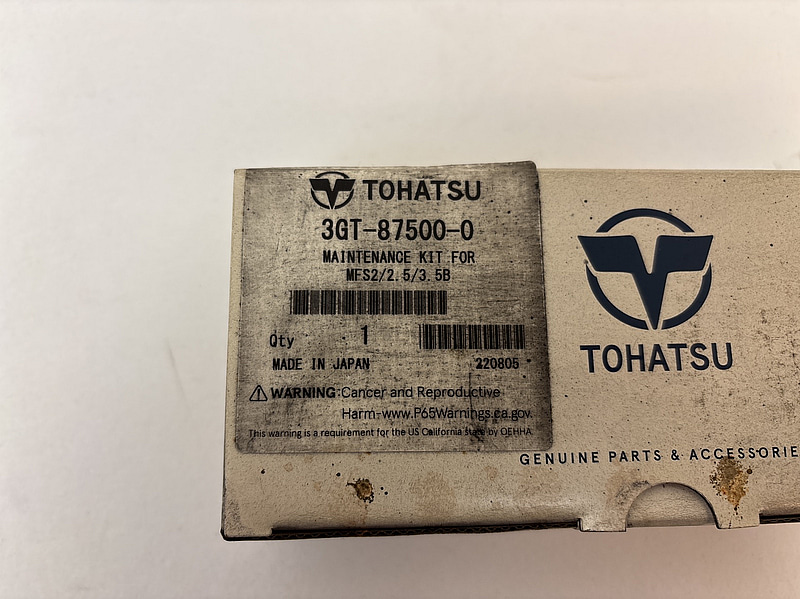 TOHATSU
3GT-87500-0
MAINTENANCE KIT FOR
MFS2/2.5/3.5B
Qty 1
MADE IN JAPAN 220805
WARNING:Cancer and Reproductive
Harm-www.P65Warnings.ca.gov.
This warning is a requirement for the US California state by OEHHA.
TOHATSU
GENUINE PARTS & ACCESSORIE